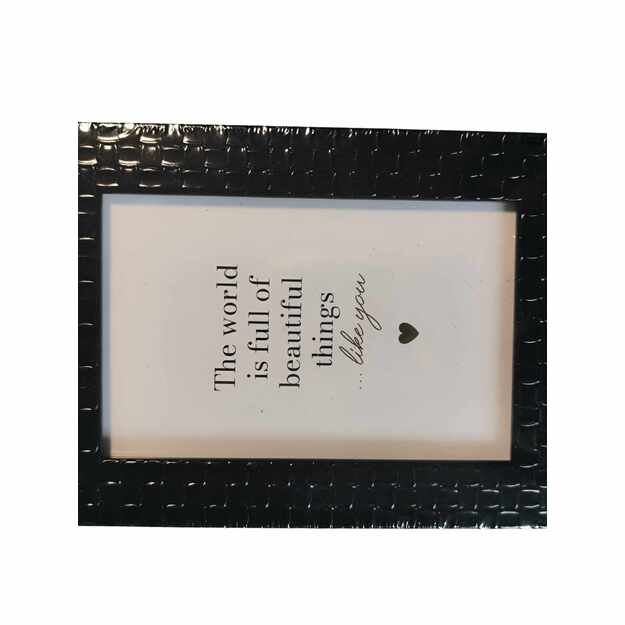 The world
is full of
beautiful
things
... like you